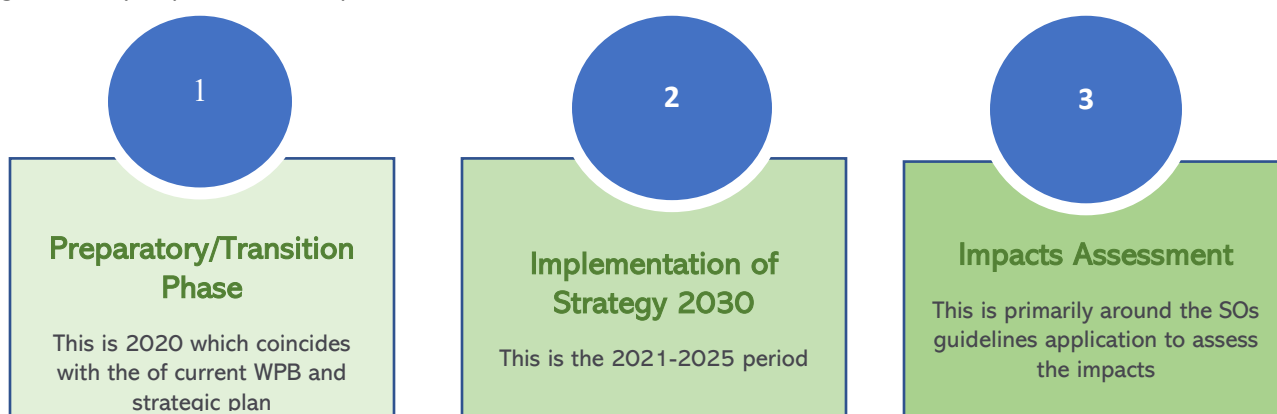 1
Preparatory/Transition
Phase
This is 2020 which coincides
with the of current WPB and
strategic plan
2
Implementation of
Strategy 2030
This is the 2021-2025 period
3
Impacts Assessment
This is primarily around the SOs
guidelines application to assess
the impacts